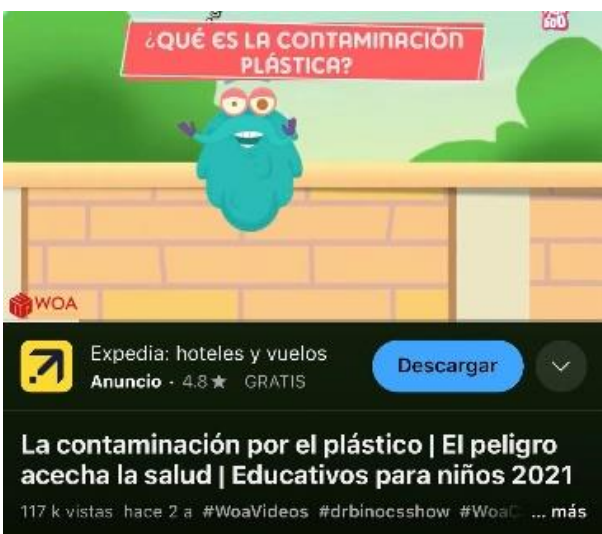 ¿QUÉ ES LA CONTAMINACIÓN
PLÁSTICA?
WOA
Expedia: hoteles y vuelos
Descargar
Anuncio · 4.8★ GRATIS
La contaminación por el plástico | El peligro
acecha la salud | Educativos para niños 2021
117 k vistas hace 2 a #WoaVideos #drbinocsshow ... más